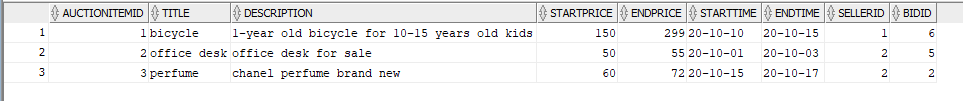 AUCTIONITEMID TITLE DESCRIPTION STARTPRICE ENDPRICE STARTTIME ENDTIME SELLERID BIDID
1 1 bicycle 1-year old bicycle for 10-15 years old kids 150 299 20-10-10 20-10-15 1 6
2 2 office desk office desk for sale 50 55 20-10-01 20-10-03 2 5
3 3 perfume chanel perfume brand new 60 72 20-10-15 20-10-17 2 2